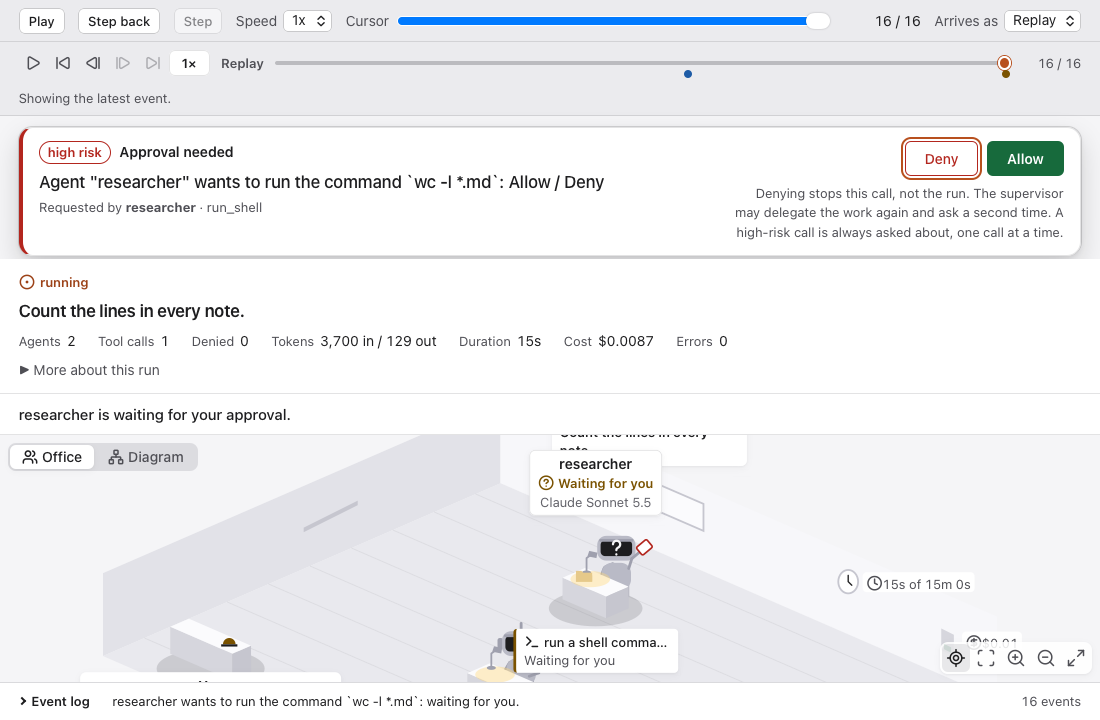 Play
Step back
Step
Speed 1x
Cursor
16 / 16
Arrives as Replay
1×
Replay
16 / 16
Showing the latest event.
high risk Approval needed
Agent "researcher" wants to run the command `wc -l *.md`: Allow / Deny
Requested by researcher · run_shell
Deny
Allow
Denying stops this call, not the run. The supervisor
may delegate the work again and ask a second time. A
high-risk call is always asked about, one call at a time.
running
Count the lines in every note.
Agents 2 Tool calls 1 Denied 0 Tokens 3,700 in / 129 out Duration 15s Cost $0.0087 Errors 0
More about this run
researcher is waiting for your approval.
Office
Diagram
Count the lines in every
researcher
? Waiting for you
Claude Sonnet 5.5
?
15s of 15m 0s
run a shell comma...
Waiting for you
Event log
researcher wants to run the command `wc -l *.md`: waiting for you.
16 events